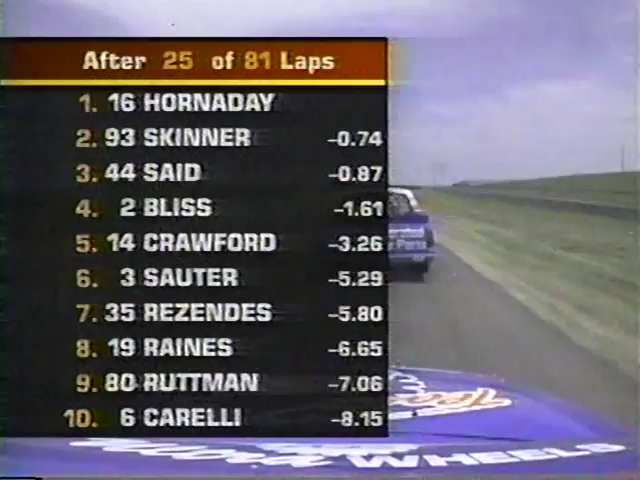 After 25 of 81 Laps
1. 16 HORNADAY
2. 93 SKINNER -0.74
3. 44 SAID -0.87
4. 2 BLISS -1.61
5. 14 CRAWFORD -3.26
6. 3 SAUTER -5.29
7. 35 REZENDES -5.80
8. 19 RAINES -6.65
9. 80 RUTTMAN -7.06
10. 6 CARELLI -8.15
Parts
WHEELS